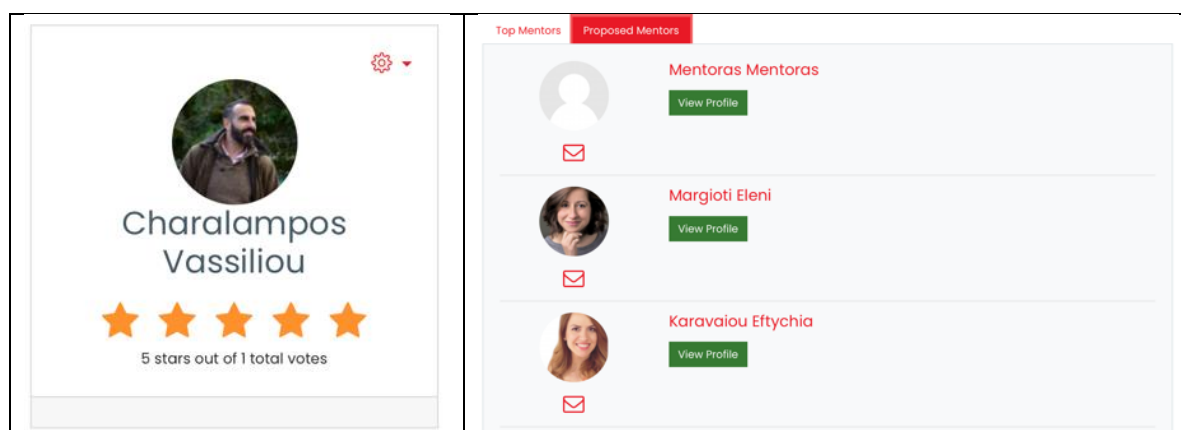 Charalampos
Vassiliou
5 stars out of 1 total votes
Top Mentors Proposed Mentors
Mentoras Mentoras
View Profile
Margioti Eleni
View Profile
Karavaiou Eftychia
View Profile